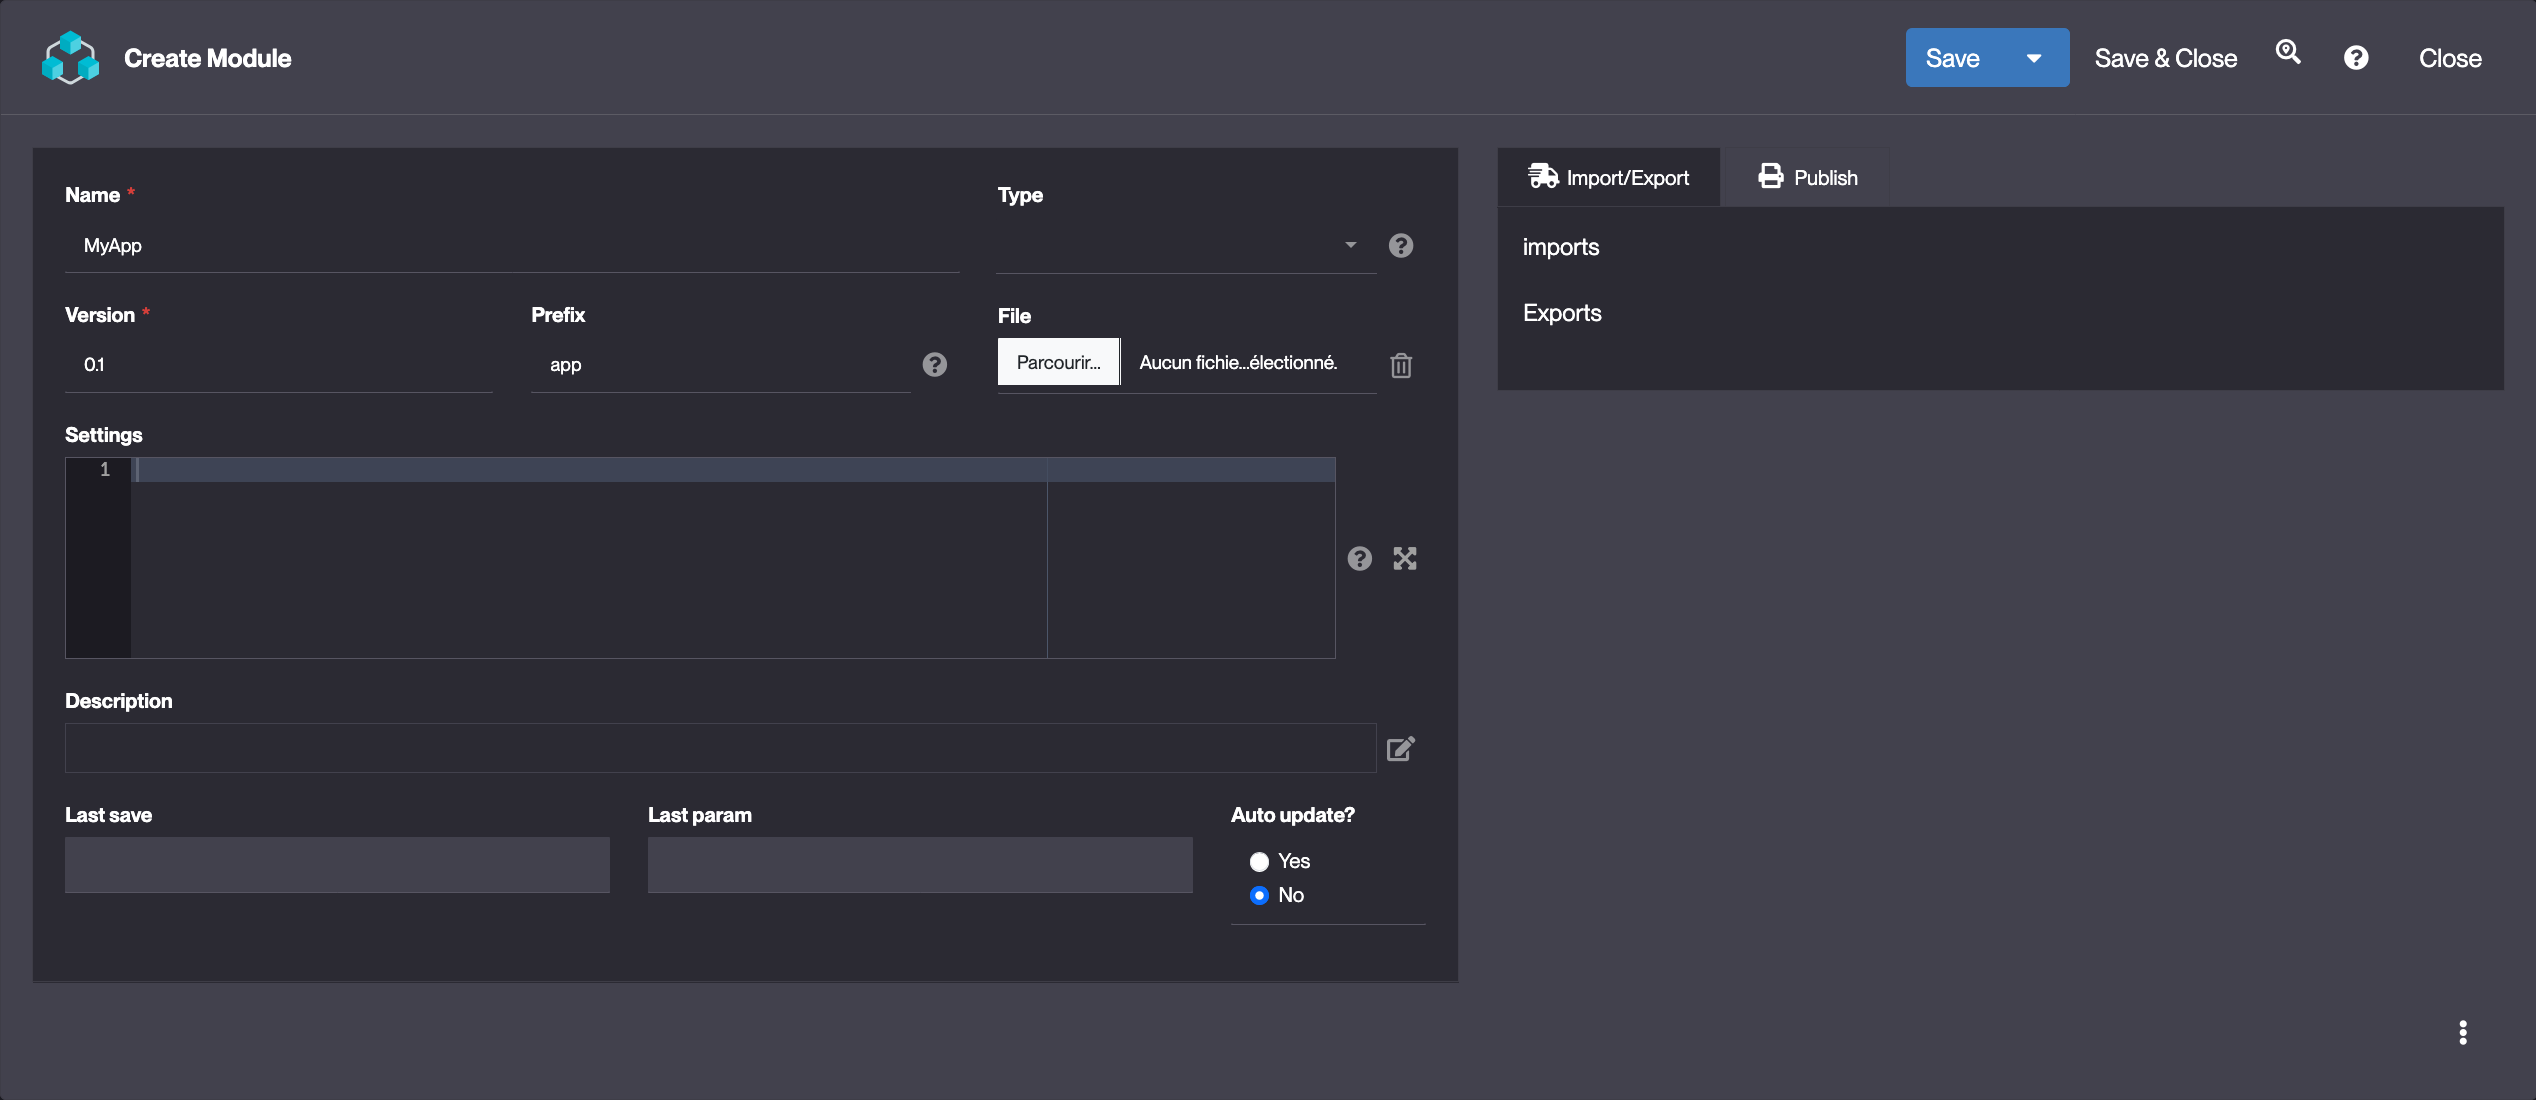 Create Module
Save
Save & Close
Close
Name *
MyApp
Type
Version *
0.1
Prefix
app
File
Parcourir...
Aucun fichie...électionné.
Settings
1
Description
Last save
Last param
Auto update?
Yes
No
Import/Export
Publish
imports
Exports